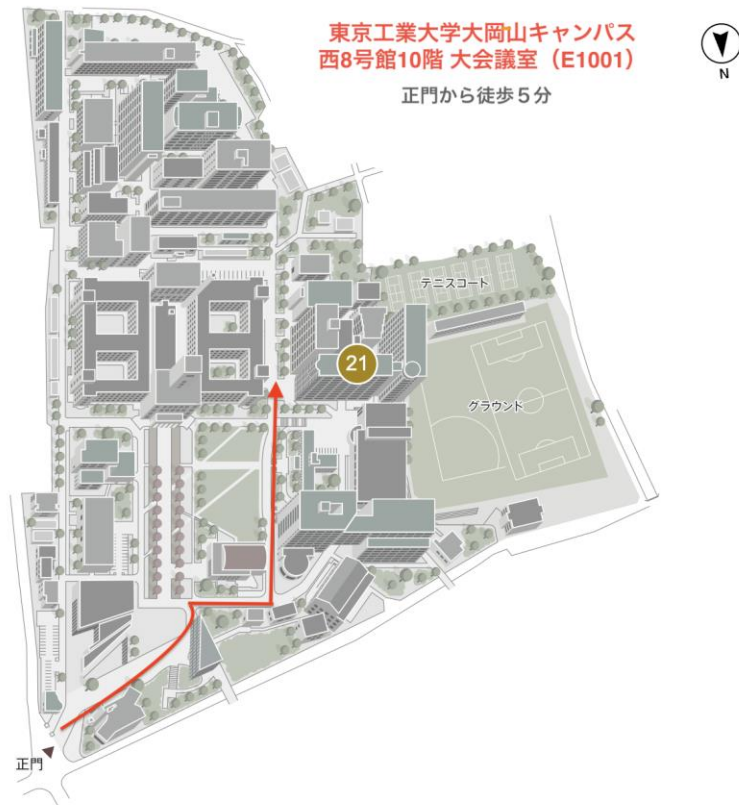 東京工業大学大岡山キャンパス
西8号館10階 大会議室（E1001）
正門から徒歩５分
N
テニスコート
21
グラウンド
正門